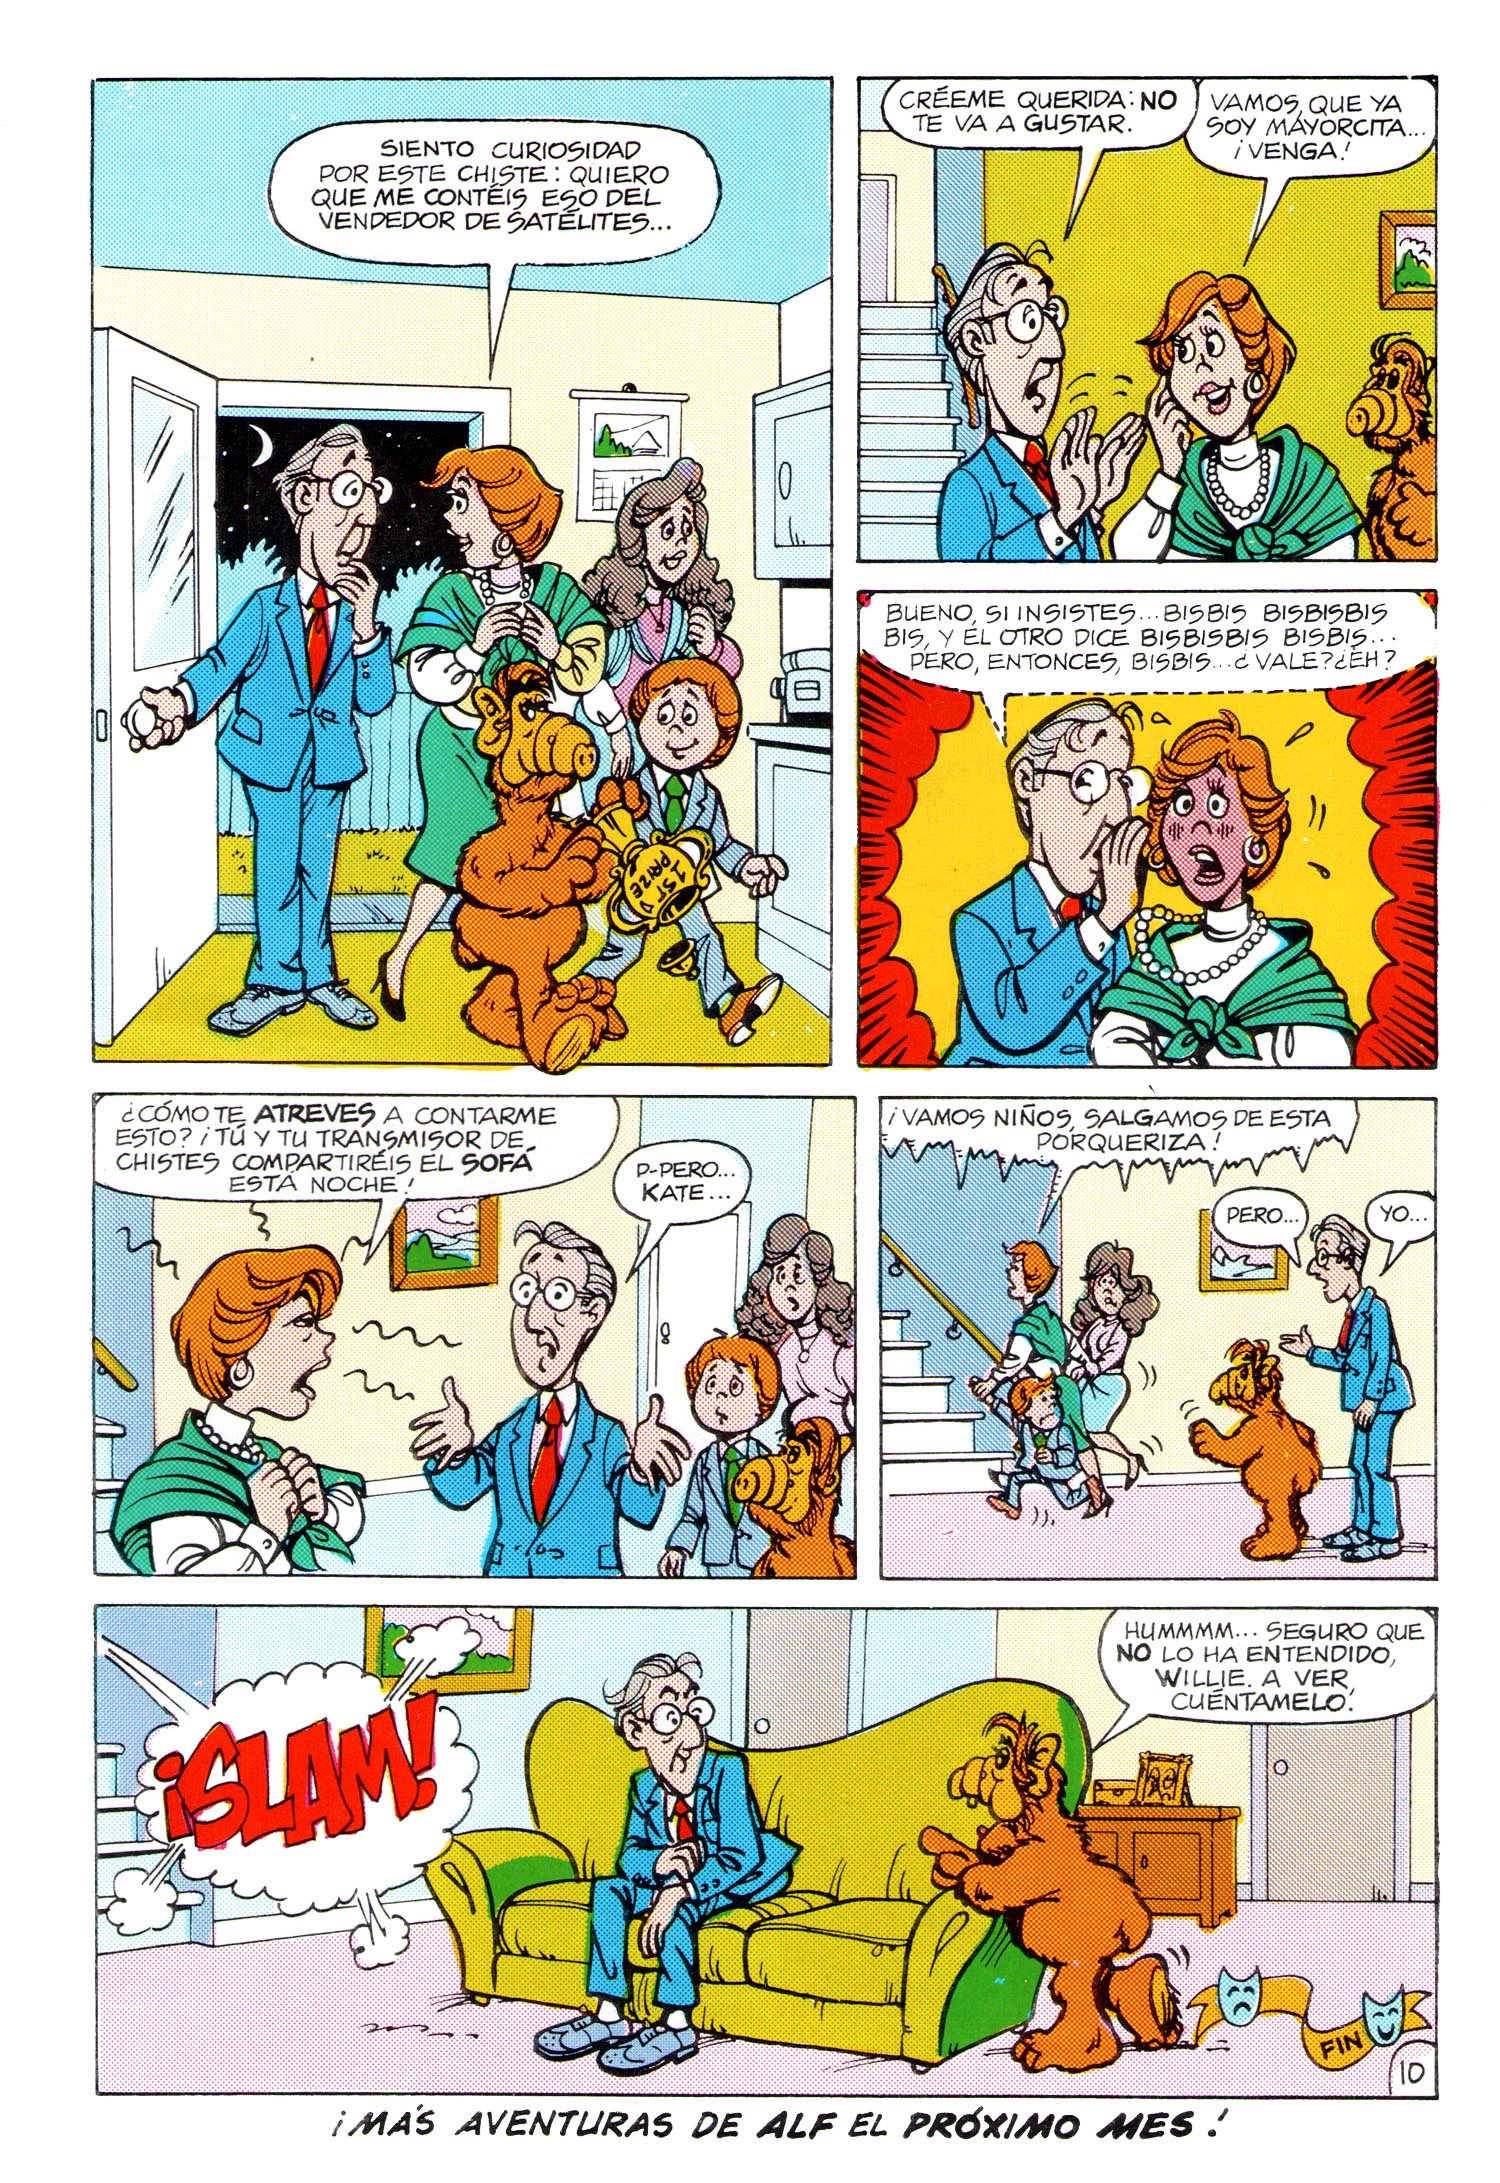 SIENTO CURIOSIDAD
POR ESTE CHISTE: QUIERO
QUE ME CONTÉIS ESO DEL
VENDEDOR DE SATÉLITES...
1ST
PRIZE
CRÉEME QUERIDA: NO
TE VA A GUSTAR.
VAMOS, QUE YA
SOY MAYORCITA...
¡VENGA!
BUENO, SI INSISTES... BISBIS BISBISBIS
BIS, Y EL OTRO DICE BISBISBIS BISBIS...
PERO, ENTONCES, BISBIS...¿VALE?¿EH?
¿CÓMO TE ATREVES A CONTARME
ESTO? ¡TÚ Y TU TRANSMISOR DE
CHISTES COMPARTIRÉIS EL SOFÁ
ESTA NOCHE!
P-PERO...
KATE...
¡VAMOS NIÑOS, SALGAMOS DE ESTA
PORQUERIZA!
PERO...
YO...
¡SLAM!
HUMMMM... SEGURO QUE
NO LO HA ENTENDIDO,
WILLIE. A VER,
CUÉNTAMELO.
FIN
10
¡MÁS AVENTURAS DE ALF EL PRÓXIMO MES!